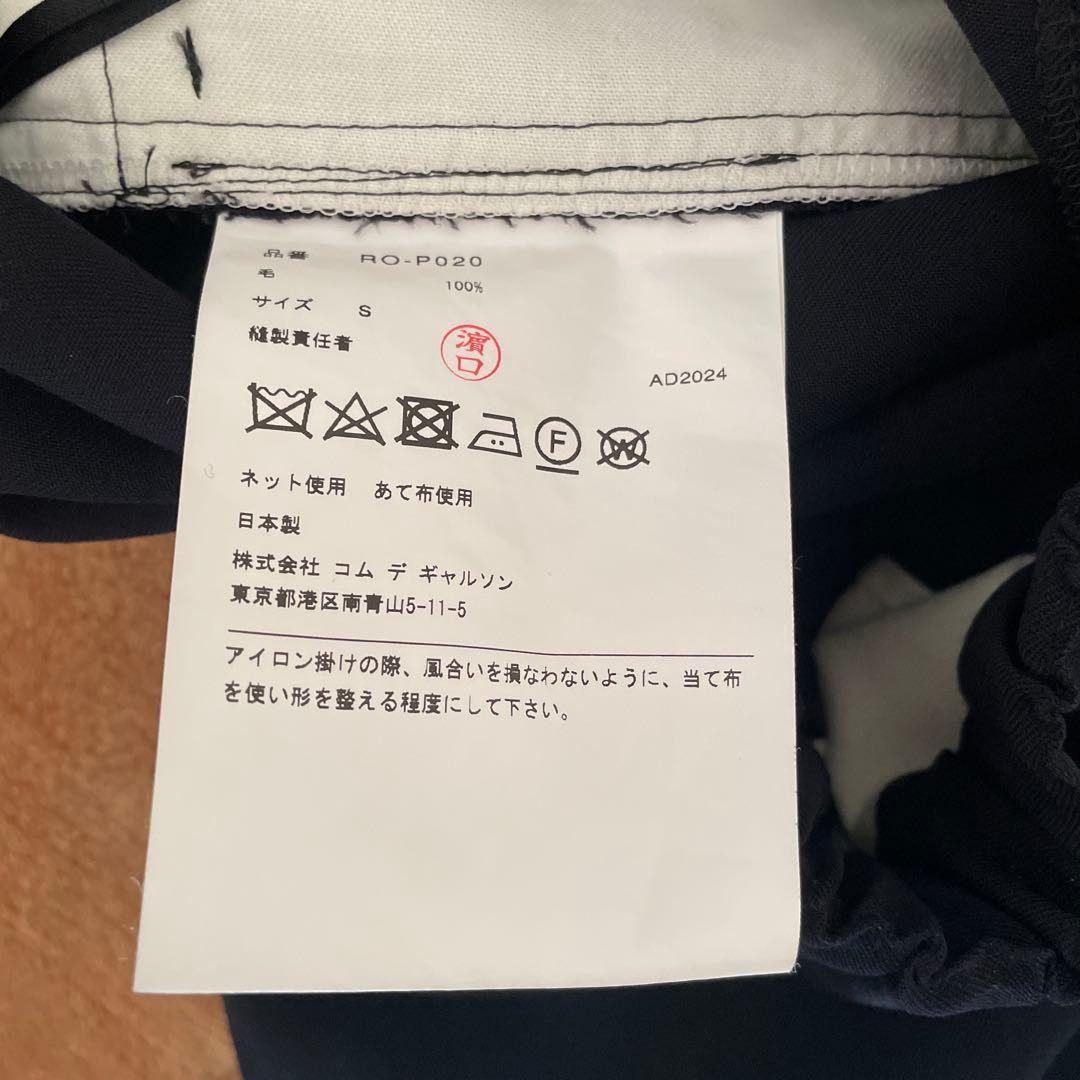 品番 RO-P020
毛 100%
サイズ S
縫製責任者 濵口
AD2024
F W
ネット使用 あて布使用
日本製
株式会社 コム デ ギャルソン
東京都港区南青山5-11-5
アイロン掛けの際、風合いを損なわないように、当て布
を使い形を整える程度にして下さい。